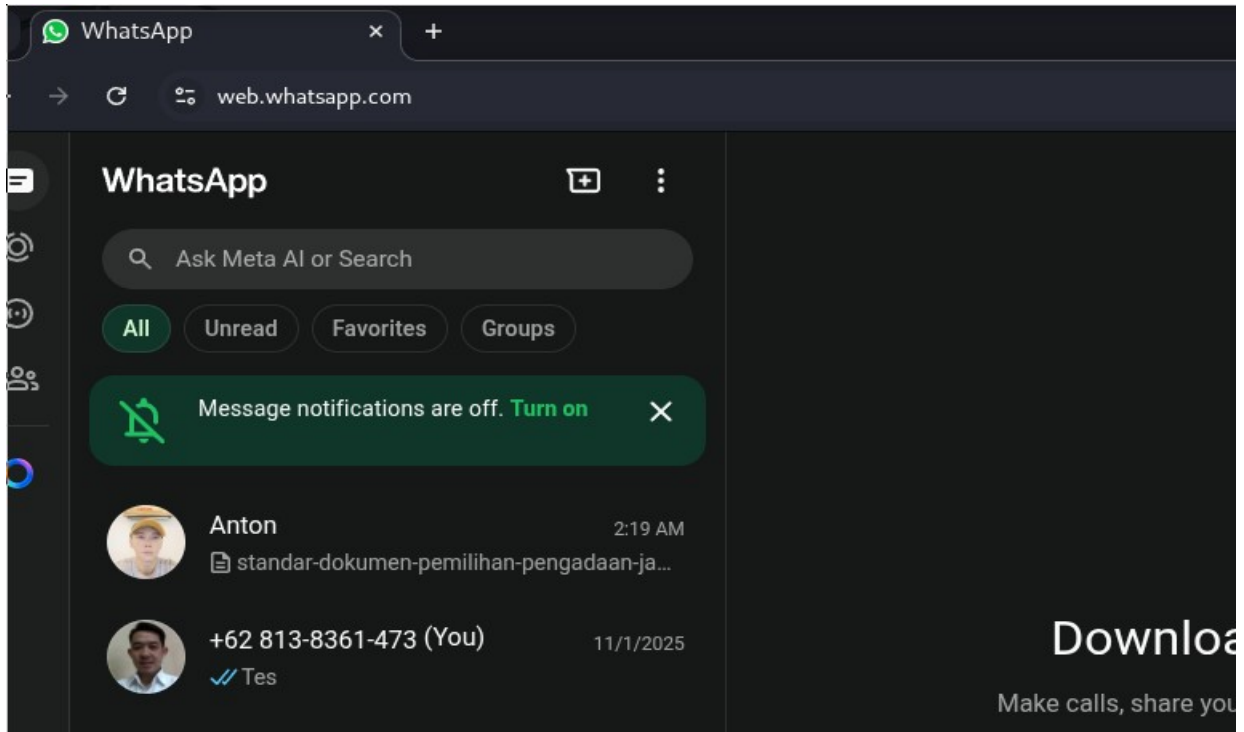 WhatsApp
web.whatsapp.com
WhatsApp
Ask Meta AI or Search
All Unread Favorites Groups
Message notifications are off. Turn on
Anton 2:19 AM
standar-dokumen-pemilihan-pengadaan-ja...
+62 813-8361-473 (You) 11/1/2025
Tes
Downloa
Make calls, share you